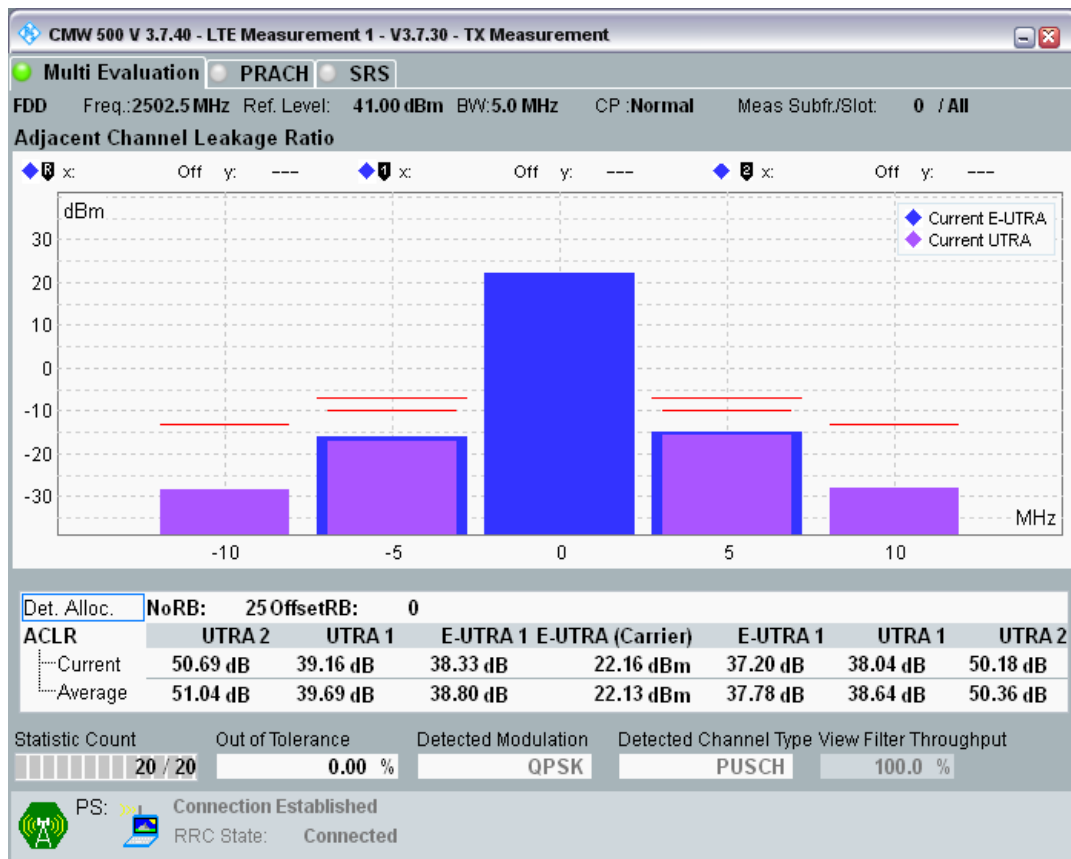 CMW 500 V 3.7.40 - LTE Measurement 1 - V3.7.30 - TX Measurement
Multi Evaluation PRACH SRS
FDD Freq.:2502.5 MHz Ref. Level: 41.00 dBm BW:5.0 MHz CP :Normal Meas Subfr./Slot: 0 / All
Adjacent Channel Leakage Ratio
R x: Off y: --- 1 x: Off y: --- 2 x: Off y: ---
dBm
Current E-UTRA
Current UTRA
30
20
10
0
-10
-20
-30
MHz
-10 -5 0 5 10
Det. Alloc. NoRB: 25 OffsetRB: 0
ACLR UTRA 2 UTRA 1 E-UTRA 1 E-UTRA (Carrier) E-UTRA 1 UTRA 1 UTRA 2
Current 50.69 dB 39.16 dB 38.33 dB 22.16 dBm 37.20 dB 38.04 dB 50.18 dB
Average 51.04 dB 39.69 dB 38.80 dB 22.13 dBm 37.78 dB 38.64 dB 50.36 dB
Statistic Count Out of Tolerance Detected Modulation Detected Channel Type View Filter Throughput
20 / 20 0.00 % QPSK PUSCH 100.0 %
PS: Connection Established
RRC State: Connected